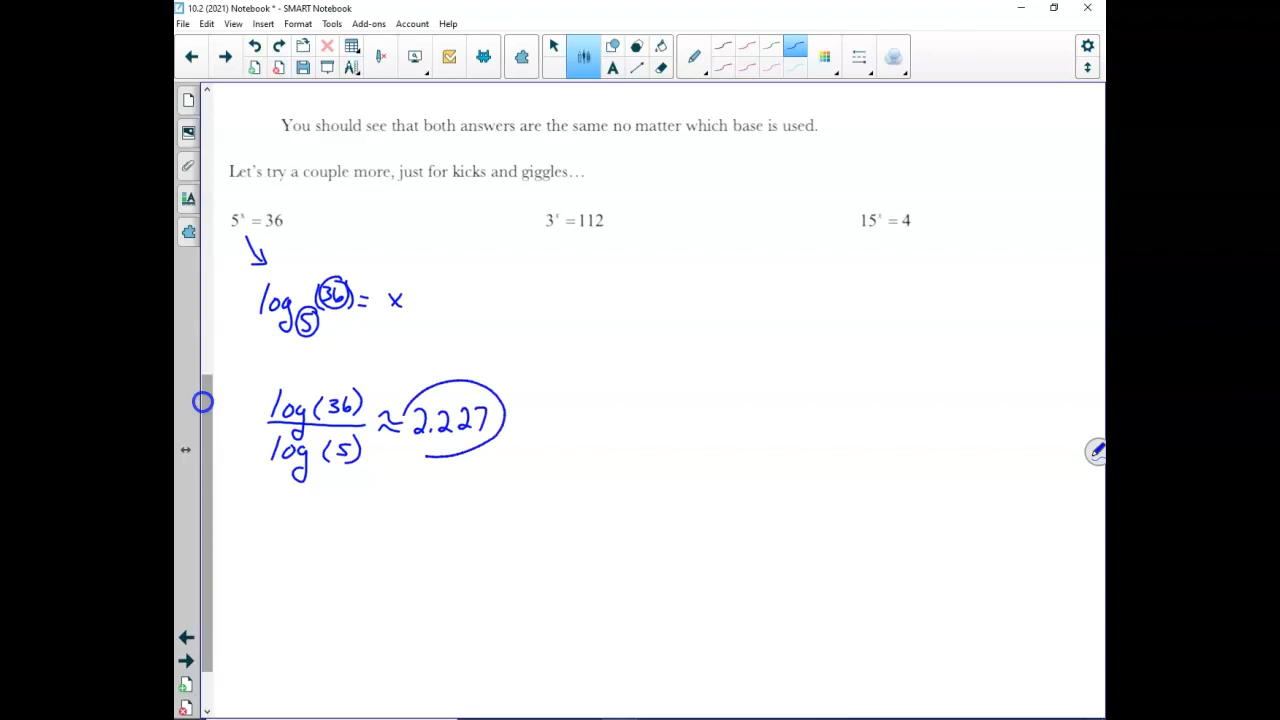 10.2 (2021) Notebook * - SMART Notebook
File Edit View Insert Format Tools Add-ons Account Help
You should see that both answers are the same no matter which base is used.
Let's try a couple more, just for kicks and giggles…
5ˣ = 36 3ˣ = 112 15ˣ = 4
log₅(36) = x
log(36)
≈ 2.227
log(5)